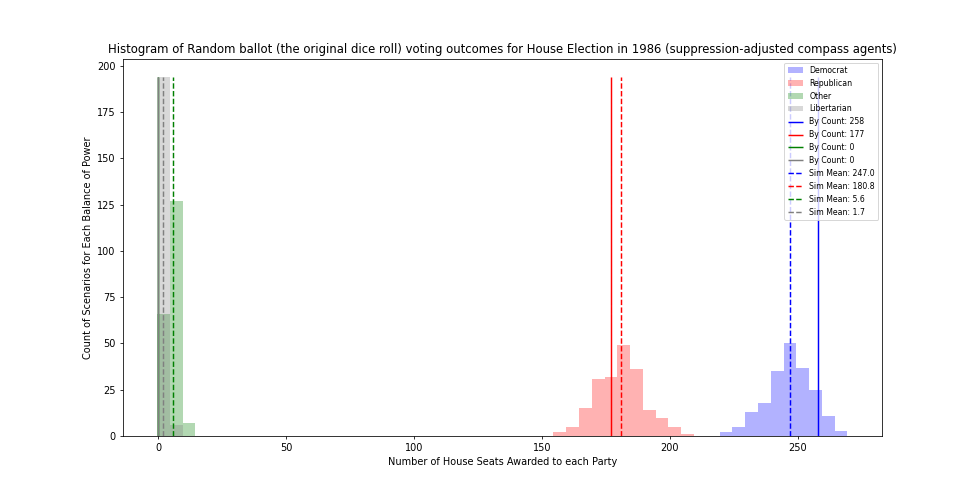 Histogram of Random ballot (the original dice roll) voting outcomes for House Election in 1986 (suppression-adjusted compass agents)
Count of Scenarios for Each Balance of Power
200
175
150
125
100
75
50
25
0
0 50 100 150 200 250
Number of House Seats Awarded to each Party
Democrat
Republican
Other
Libertarian
By Count: 258
By Count: 177
By Count: 0
By Count: 0
Sim Mean: 247.0
Sim Mean: 180.8
Sim Mean: 5.6
Sim Mean: 1.7